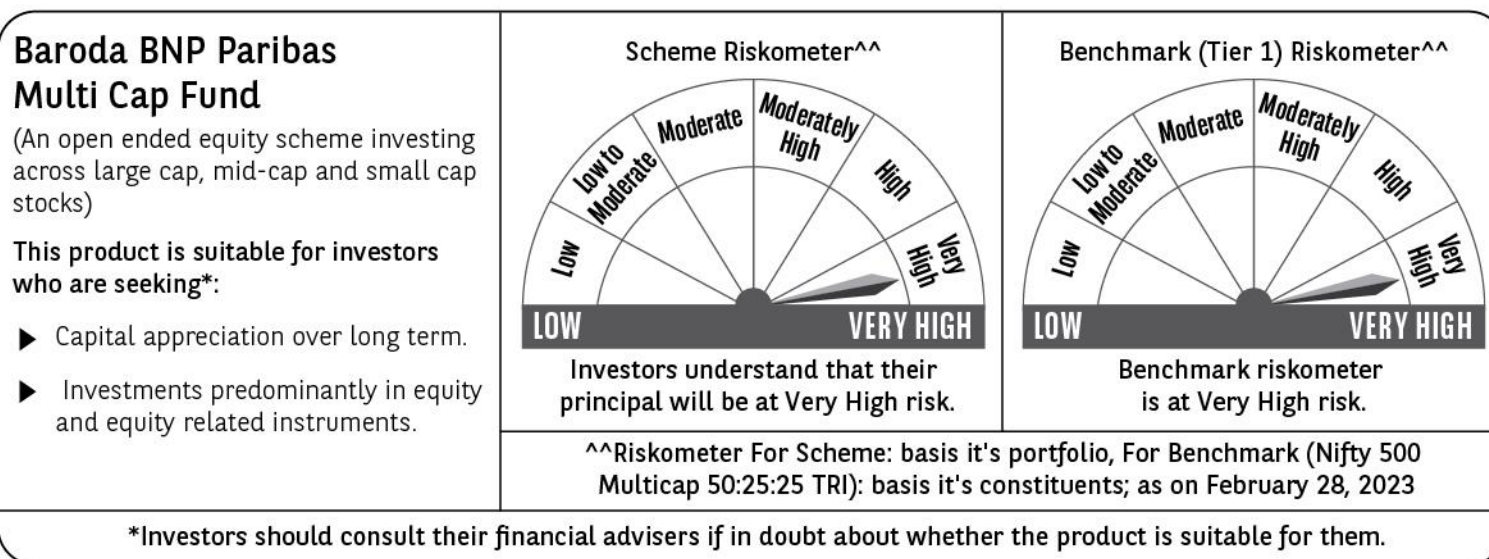 Baroda BNP Paribas
Multi Cap Fund
(An open ended equity scheme investing
across large cap, mid-cap and small cap
stocks)
This product is suitable for investors
who are seeking*:
▶ Capital appreciation over long term.
▶ Investments predominantly in equity
and equity related instruments.
Scheme Riskometer^^
Low
Low to
Moderate
Moderate
Moderately
High
High
Very
High
LOW
VERY HIGH
Investors understand that their
principal will be at Very High risk.
Benchmark (Tier 1) Riskometer^^
Low
Low to
Moderate
Moderate
Moderately
High
High
Very
High
LOW
VERY HIGH
Benchmark riskometer
is at Very High risk.
^^Riskometer For Scheme: basis it's portfolio, For Benchmark (Nifty 500
Multicap 50:25:25 TRI): basis it's constituents; as on February 28, 2023
*Investors should consult their financial advisers if in doubt about whether the product is suitable for them.